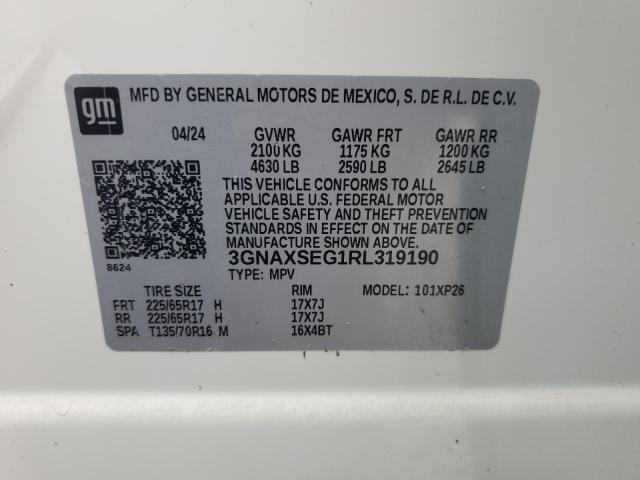 gm
MFD BY GENERAL MOTORS DE MEXICO, S. DE R.L. DE C.V.
04/24 GVWR GAWR FRT GAWR RR
2100 KG 1175 KG 1200 KG
4630 LB 2590 LB 2645 LB
THIS VEHICLE CONFORMS TO ALL
APPLICABLE U.S. FEDERAL MOTOR
VEHICLE SAFETY AND THEFT PREVENTION
STANDARDS IN EFFECT ON THE DATE OF
MANUFACTURE SHOWN ABOVE.
8624 3GNAXSEG1RL319190
TYPE: MPV
TIRE SIZE RIM MODEL: 101XP26
FRT 225/65R17 H 17X7J
RR 225/65R17 H 17X7J
SPA T135/70R16 M 16X4BT